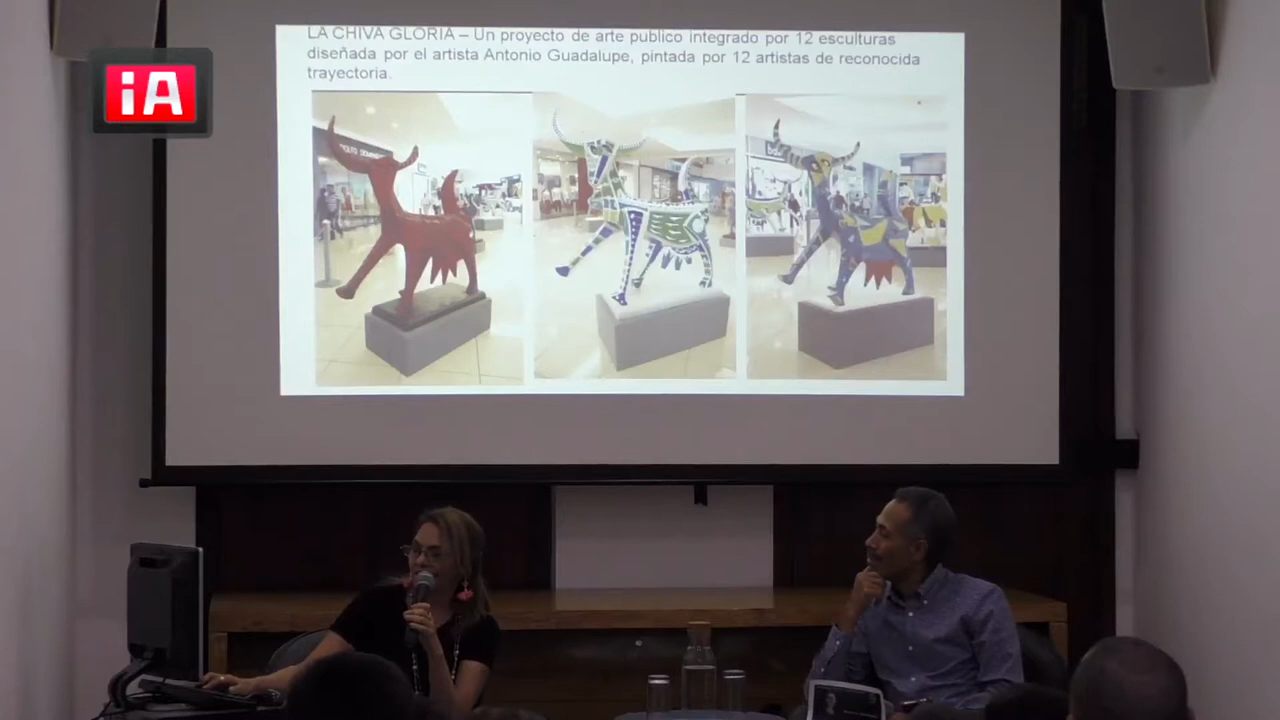 LA CHIVA GLORIA – Un proyecto de arte publico integrado por 12 esculturas
diseñada por el artista Antonio Guadalupe, pintada por 12 artistas de reconocida
trayectoria.
iA